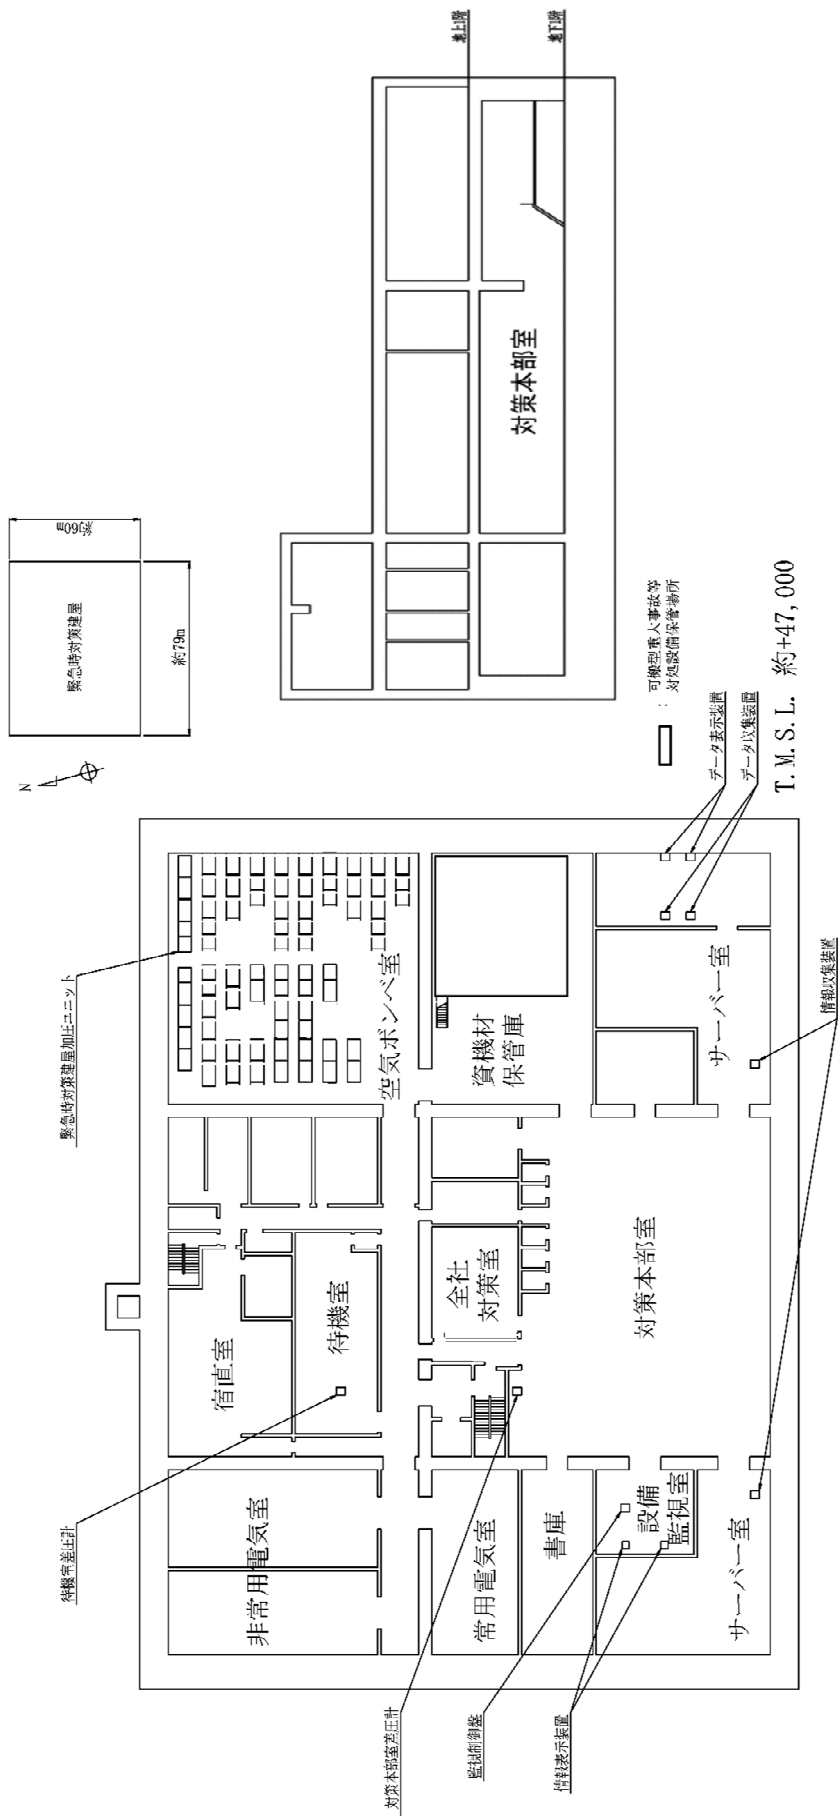 緊急時対策建屋
約60m
約79m
N
地上1階
地下1階
対策本部室
：可搬型重大事故等
対処設備保管場所
T.M.S.L. 約+47,000
緊急時対策建屋加圧ユニット
待機室差圧計
対策本部室差圧計
監視制御盤
情報表示装置
情報収集装置
データ表示装置
データ収集装置
非常用電気室
宿直室
待機室
空気ボンベ室
常用電気室
全社
対策室
資機材
保管庫
書庫
設備
監視室
対策本部室
サーバー室
サーバー室